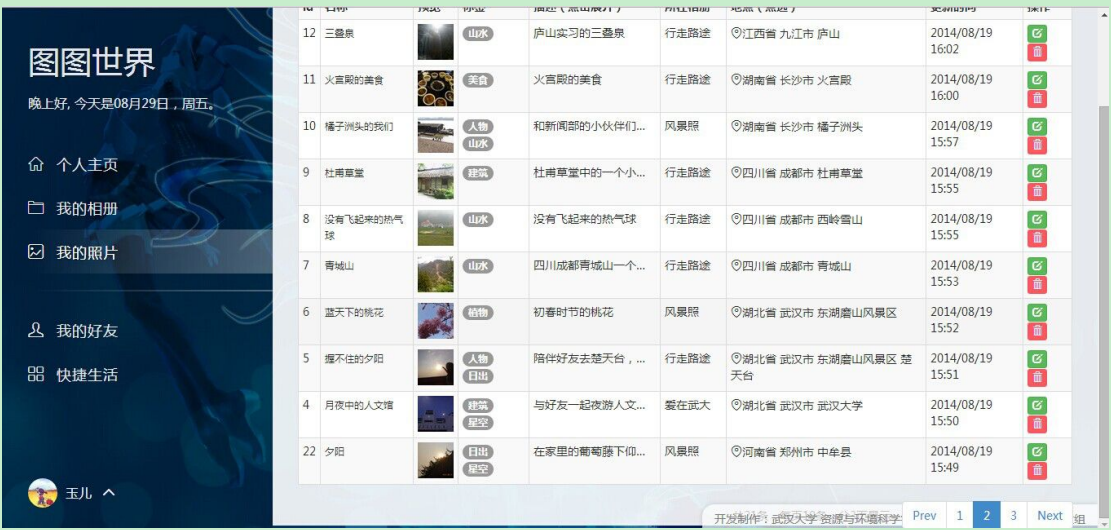 图图世界
晚上好, 今天是08月29日，周五。
个人主页
我的相册
我的照片
我的好友
快捷生活
玉儿
12 三叠泉 山水 庐山实习的三叠泉 行走路途 江西省 九江市 庐山 2014/08/19
16:02
11 火宫殿的美食 美食 火宫殿的美食 行走路途 湖南省 长沙市 火宫殿 2014/08/19
16:00
10 橘子洲头的我们 人物 和新闻部的小伙伴们... 风景照 湖南省 长沙市 橘子洲头 2014/08/19
山水 15:57
9 杜甫草堂 建筑 杜甫草堂中的一个小... 行走路途 四川省 成都市 杜甫草堂 2014/08/19
15:55
8 没有飞起来的热气 山水 没有飞起来的热气球 行走路途 四川省 成都市 西岭雪山 2014/08/19
球 15:55
7 青城山 山水 四川成都青城山一个... 行走路途 四川省 成都市 青城山 2014/08/19
15:53
6 蓝天下的桃花 植物 初春时节的桃花 风景照 湖北省 武汉市 东湖磨山风景区 2014/08/19
15:52
5 握不住的夕阳 人物 陪伴好友去楚天台，... 行走路途 湖北省 武汉市 东湖磨山风景区 楚 2014/08/19
日出 天台 15:51
4 月夜中的人文馆 建筑 与好友一起夜游人文... 爱在武大 湖北省 武汉市 武汉大学 2014/08/19
星空 15:50
22 夕阳 日出 在家里的葡萄藤下仰... 风景照 河南省 郑州市 中牟县 2014/08/19
星空 15:49
开发制作：武汉大学 资源与环境科学 Prev 1 2 3 Next 组